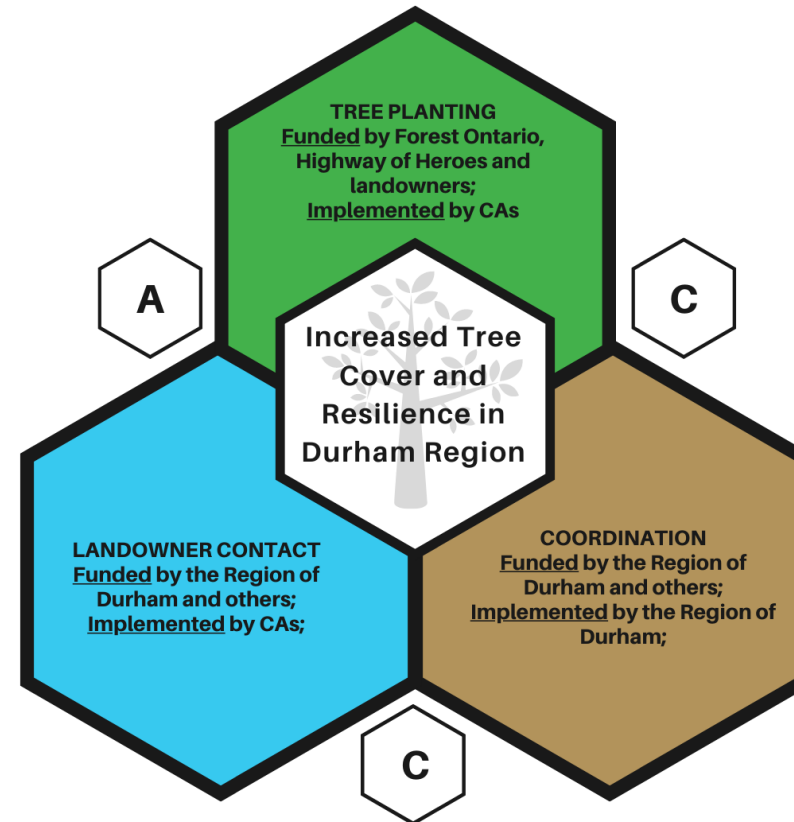 TREE PLANTING
Funded by Forest Ontario,
Highway of Heroes and
landowners;
Implemented by CAs
A
C
Increased Tree
Cover and
Resilience in
Durham Region
LANDOWNER CONTACT
Funded by the Region of
Durham and others;
Implemented by CAs;
COORDINATION
Funded by the Region of
Durham and others;
Implemented by the Region of
Durham;
C